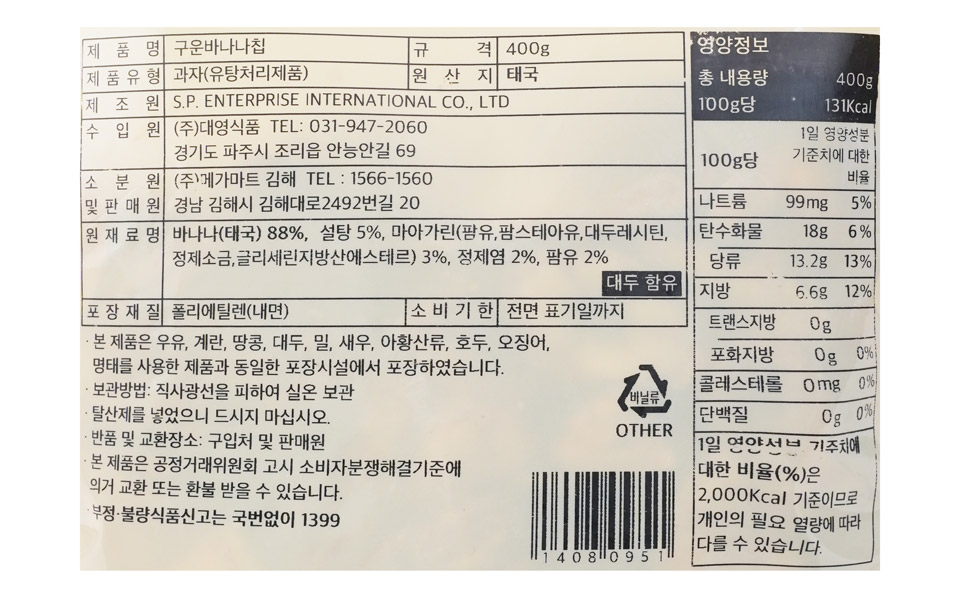 제품명 구운바나나칩 규격 400g
제품유형 과자(유탕처리제품) 원산지 태국
제조원 S.P. ENTERPRISE INTERNATIONAL CO., LTD
수입원 (주)대영식품 TEL: 031-947-2060
경기도 파주시 조리읍 안능안길 69
소분원 (주)메가마트 김해 TEL : 1566-1560
및판매원 경남 김해시 김해대로2492번길 20
원재료명 바나나(태국) 88%, 설탕 5%, 마아가린(팜유,팜스테아유,대두레시틴,
정제소금,글리세린지방산에스테르) 3%, 정제염 2%, 팜유 2%
대두 함유
포장재질 폴리에틸렌(내면) 소비기한 전면 표기일까지
· 본 제품은 우유, 계란, 땅콩, 대두, 밀, 새우, 아황산류, 호두, 오징어,
명태를 사용한 제품과 동일한 포장시설에서 포장하였습니다.
· 보관방법: 직사광선을 피하여 실온 보관
· 탈산제를 넣었으니 드시지 마십시오.
· 반품 및 교환장소: 구입처 및 판매원
· 본 제품은 공정거래위원회 고시 소비자분쟁해결기준에
의거 교환 또는 환불 받을 수 있습니다.
· 부정·불량식품신고는 국번없이 1399
비닐류
OTHER
14080951
영양정보
총 내용량 400g
100g당 131Kcal
100g당 1일 영양성분
기준치에 대한
비율
나트륨 99mg 5%
탄수화물 18g 6%
당류 13.2g 13%
지방 6.6g 12%
트랜스지방 0g
포화지방 0g 0%
콜레스테롤 0mg 0%
단백질 0g 0%
1일 영양성분 기준치에
대한 비율(%)은
2,000Kcal 기준이므로
개인의 필요 열량에 따라
다를 수 있습니다.